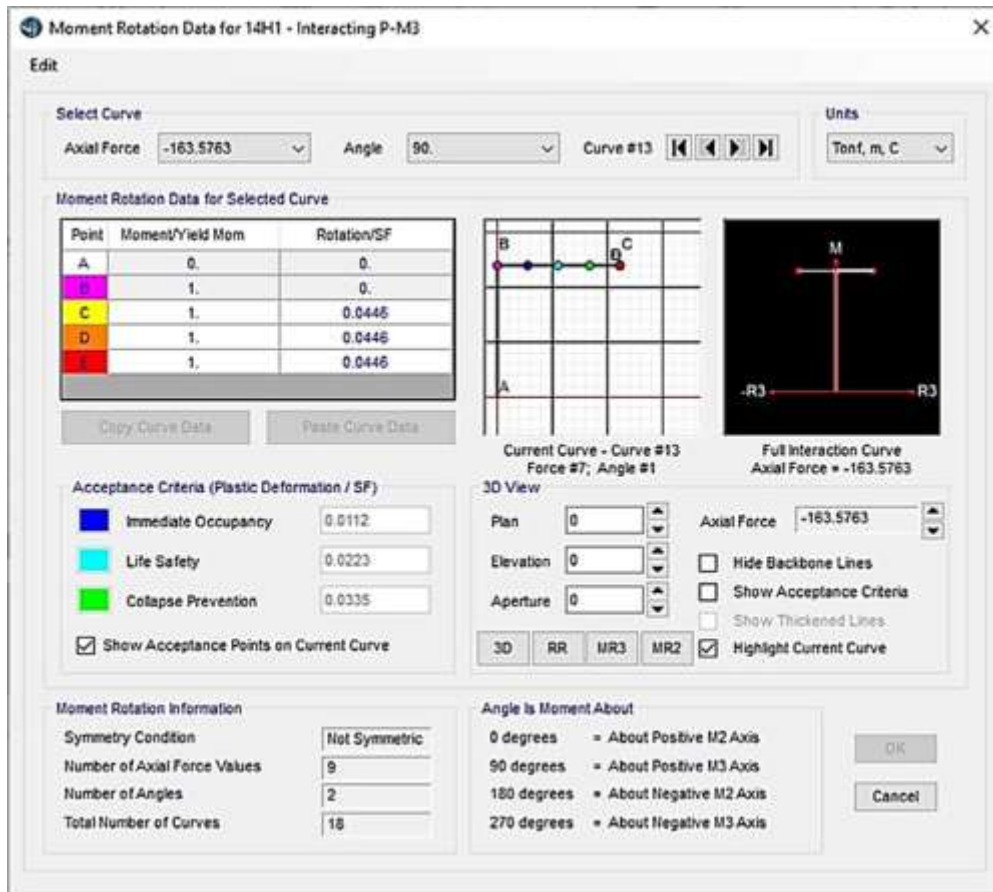 Moment Rotation Data for 14H1 - Interacting P-M3
Edit
Select Curve
Axial Force -163.5763 Angle 90. Curve #13
Units
Tonf, m, C
Moment Rotation Data for Selected Curve
Point Moment/Yield Mom Rotation/SF
A 0. 0.
B 1. 0.
C 1. 0.0446
D 1. 0.0446
E 1. 0.0446
Copy Curve Data Paste Curve Data
B C
A
Current Curve - Curve #13
Force #7; Angle #1
M
-R3 R3
Full Interaction Curve
Axial Force = -163.5763
Acceptance Criteria (Plastic Deformation / SF)
Immediate Occupancy 0.0112
Life Safety 0.0223
Collapse Prevention 0.0335
Show Acceptance Points on Current Curve
3D View
Plan 0
Elevation 0
Aperture 0
3D RR MR3 MR2
Axial Force -163.5763
Hide Backbone Lines
Show Acceptance Criteria
Show Thickened Lines
Highlight Current Curve
Moment Rotation Information
Symmetry Condition Not Symmetric
Number of Axial Force Values 9
Number of Angles 2
Total Number of Curves 18
Angle Is Moment About
0 degrees = About Positive M2 Axis
90 degrees = About Positive M3 Axis
180 degrees = About Negative M2 Axis
270 degrees = About Negative M3 Axis
OK
Cancel